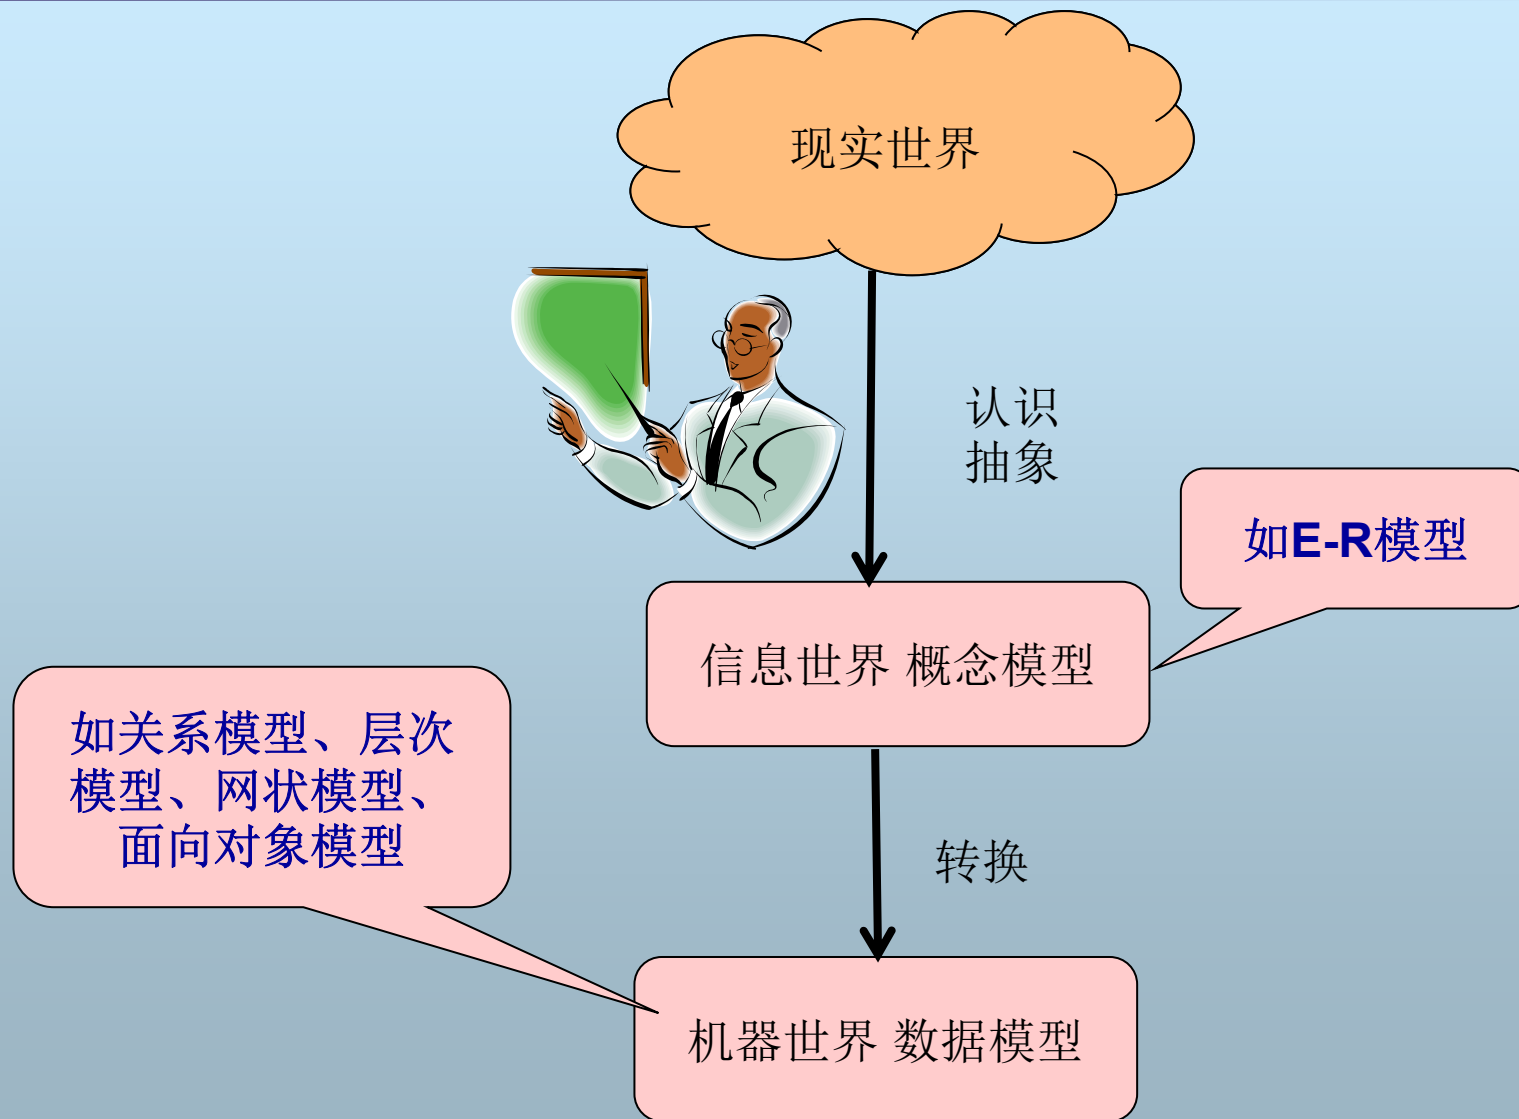 现实世界
认识
抽象
如E-R模型
信息世界 概念模型
如关系模型、层次
模型、网状模型、
面向对象模型
转换
机器世界 数据模型